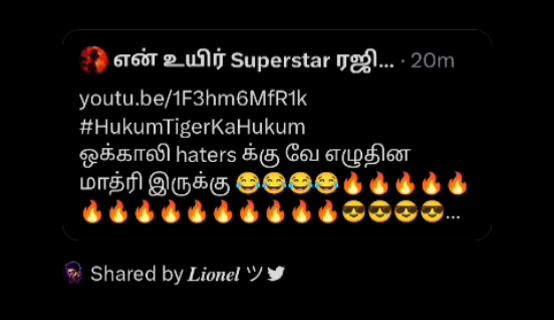 என் உயிர் Superstar ரஜி... · 20m
youtu.be/1F3hm6MfR1k
#HukumTigerKaHukum
ஒக்காலி haters க்கு வே எழுதின
மாத்ரி இருக்கு 😂😂😂😂🔥🔥🔥🔥🔥
🔥🔥🔥🔥🔥🔥🔥🔥🔥🔥😎😎😎😎...
Shared by Lionel ツ